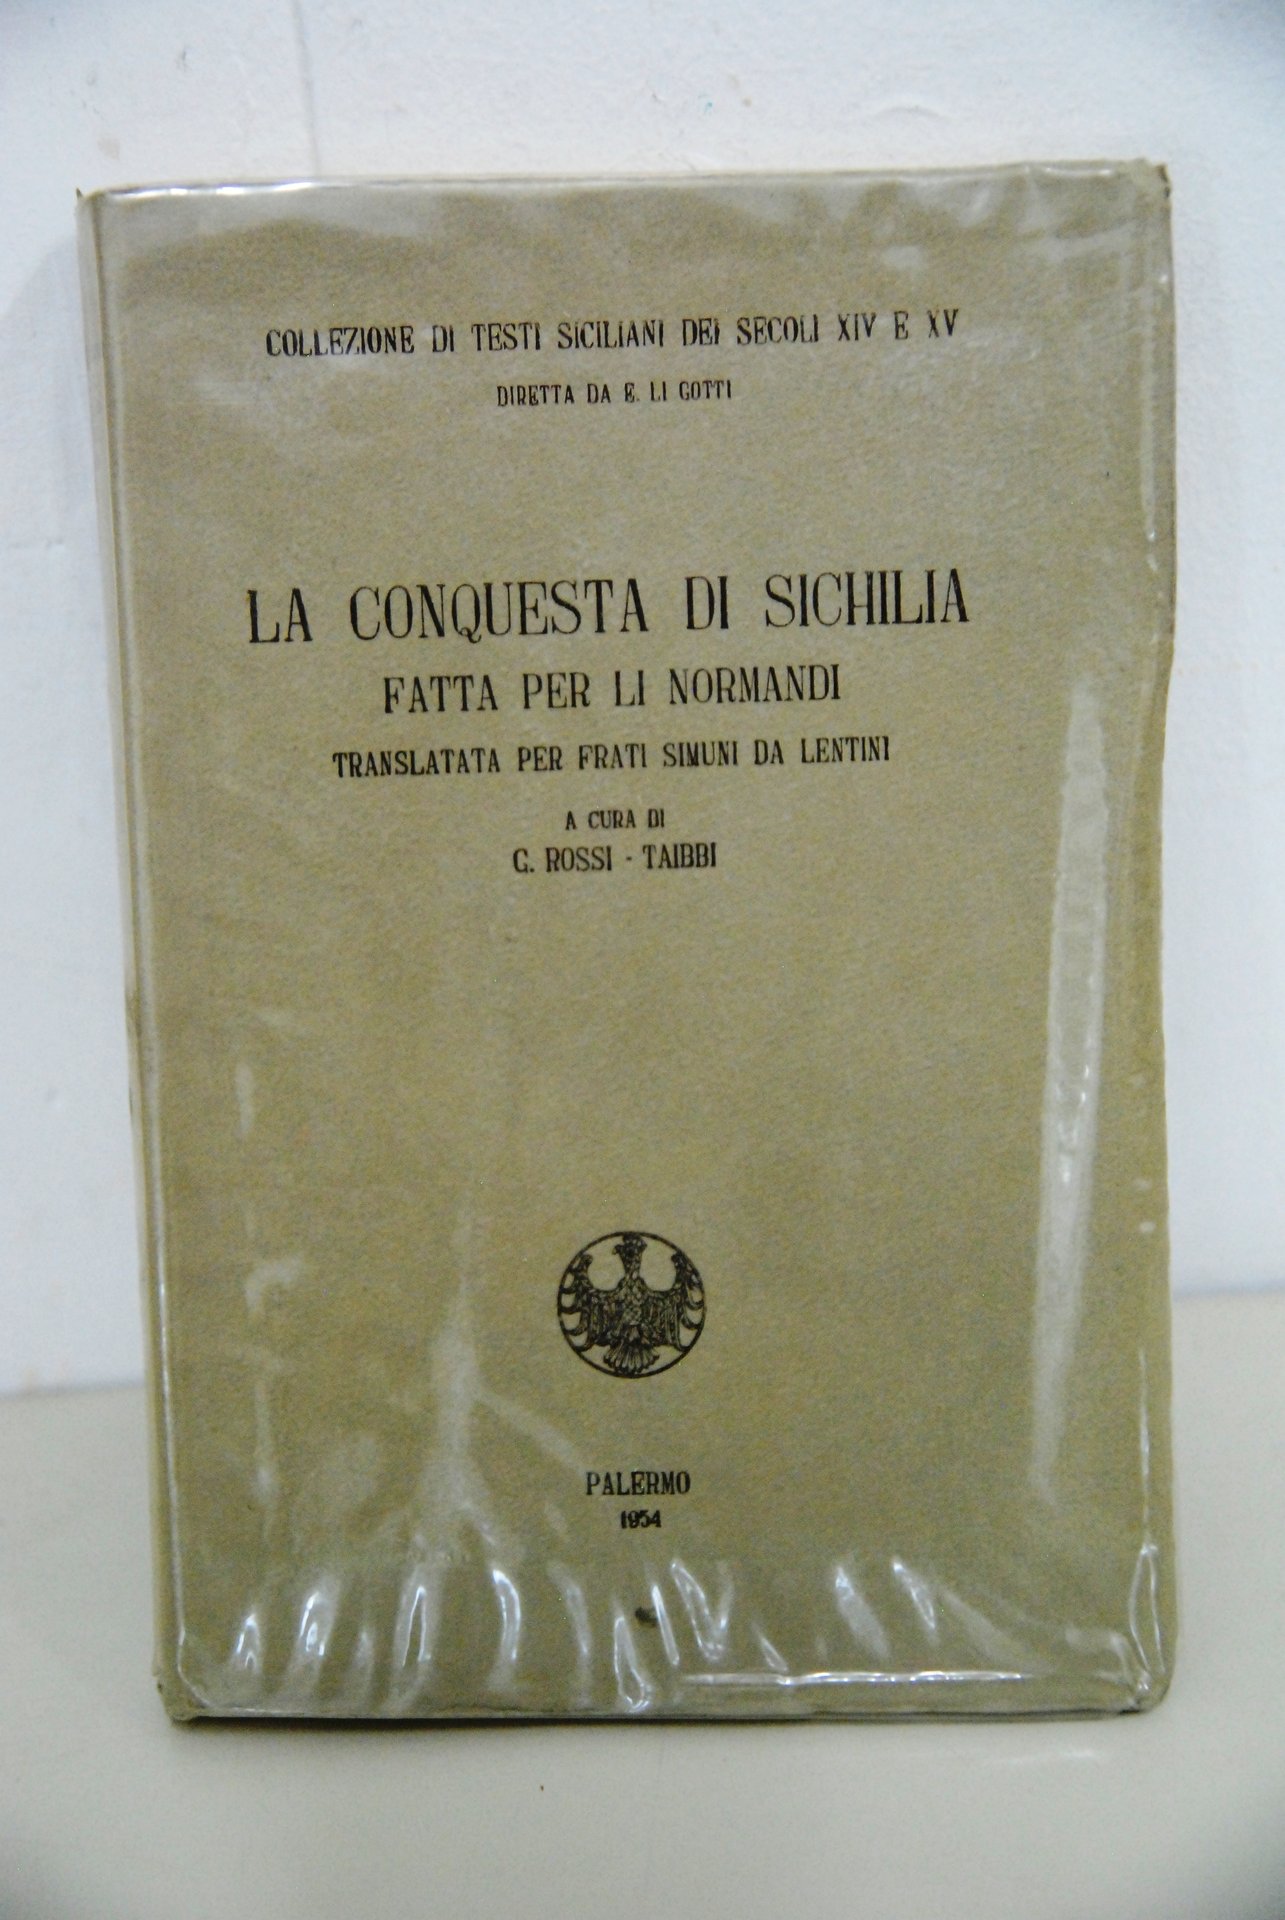 COLLEZIONE DI TESTI SICILIANI DEI SECOLI XIV E XV
DIRETTA DA E. LI GOTTI
LA CONQUESTA DI SICHILIA
FATTA PER LI NORMANDI
TRANSLATATA PER FRATI SIMUNI DA LENTINI
A CURA DI
G. ROSSI - TAIBBI
PALERMO
1954